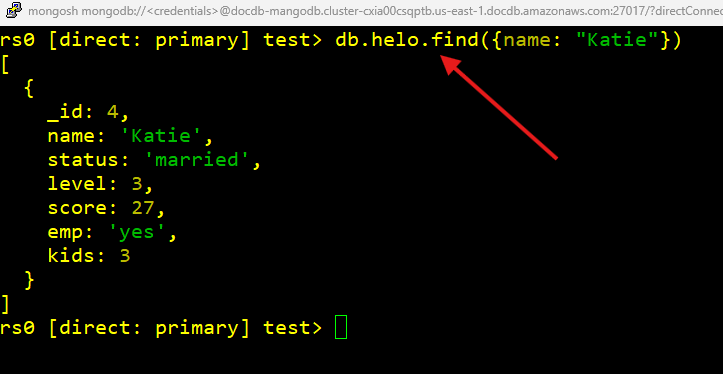 mongosh mongodb://<credentials>@docdb-mangodb.cluster-cxia00csqptb.us-east-1.docdb.amazonaws.com:27017/?directConnec
rs0 [direct: primary] test> db.helo.find({name: "Katie"})
[
  {
    _id: 4,
    name: 'Katie',
    status: 'married',
    level: 3,
    score: 27,
    emp: 'yes',
    kids: 3
  }
]
rs0 [direct: primary] test>